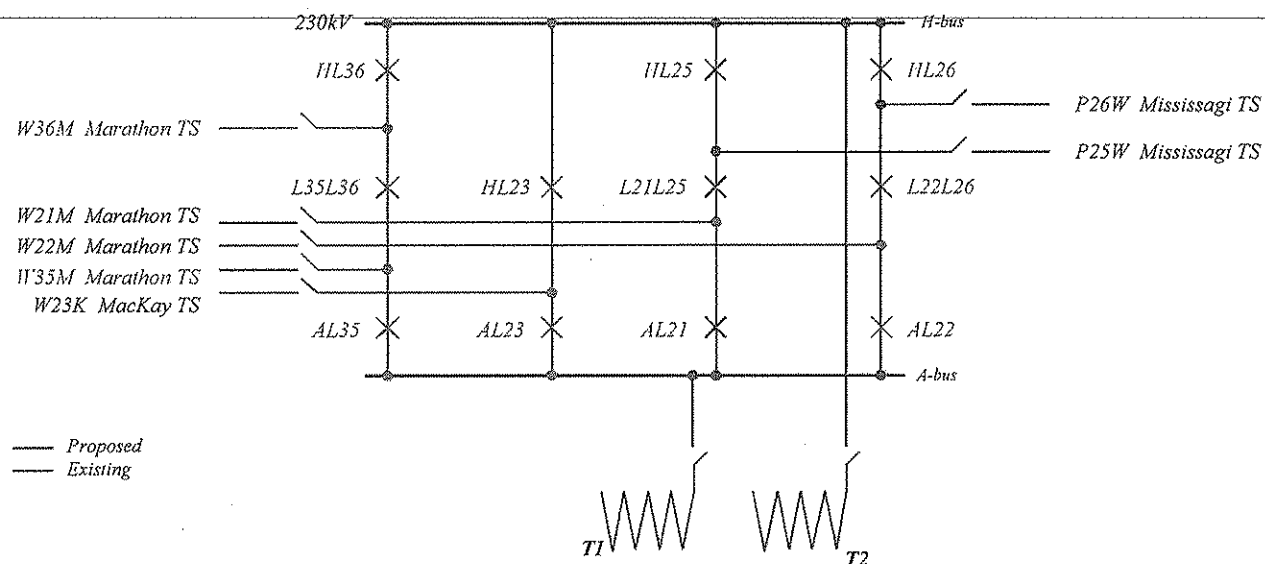 230kV H-bus
HL36 HL25 HL26
P26W Mississagi TS
W36M Marathon TS
P25W Mississagi TS
L35L36 HL23 L21L25 L22L26
W21M Marathon TS
W22M Marathon TS
W35M Marathon TS
W23K MacKay TS
AL35 AL23 AL21 AL22
A-bus
Proposed
Existing
T1 T2